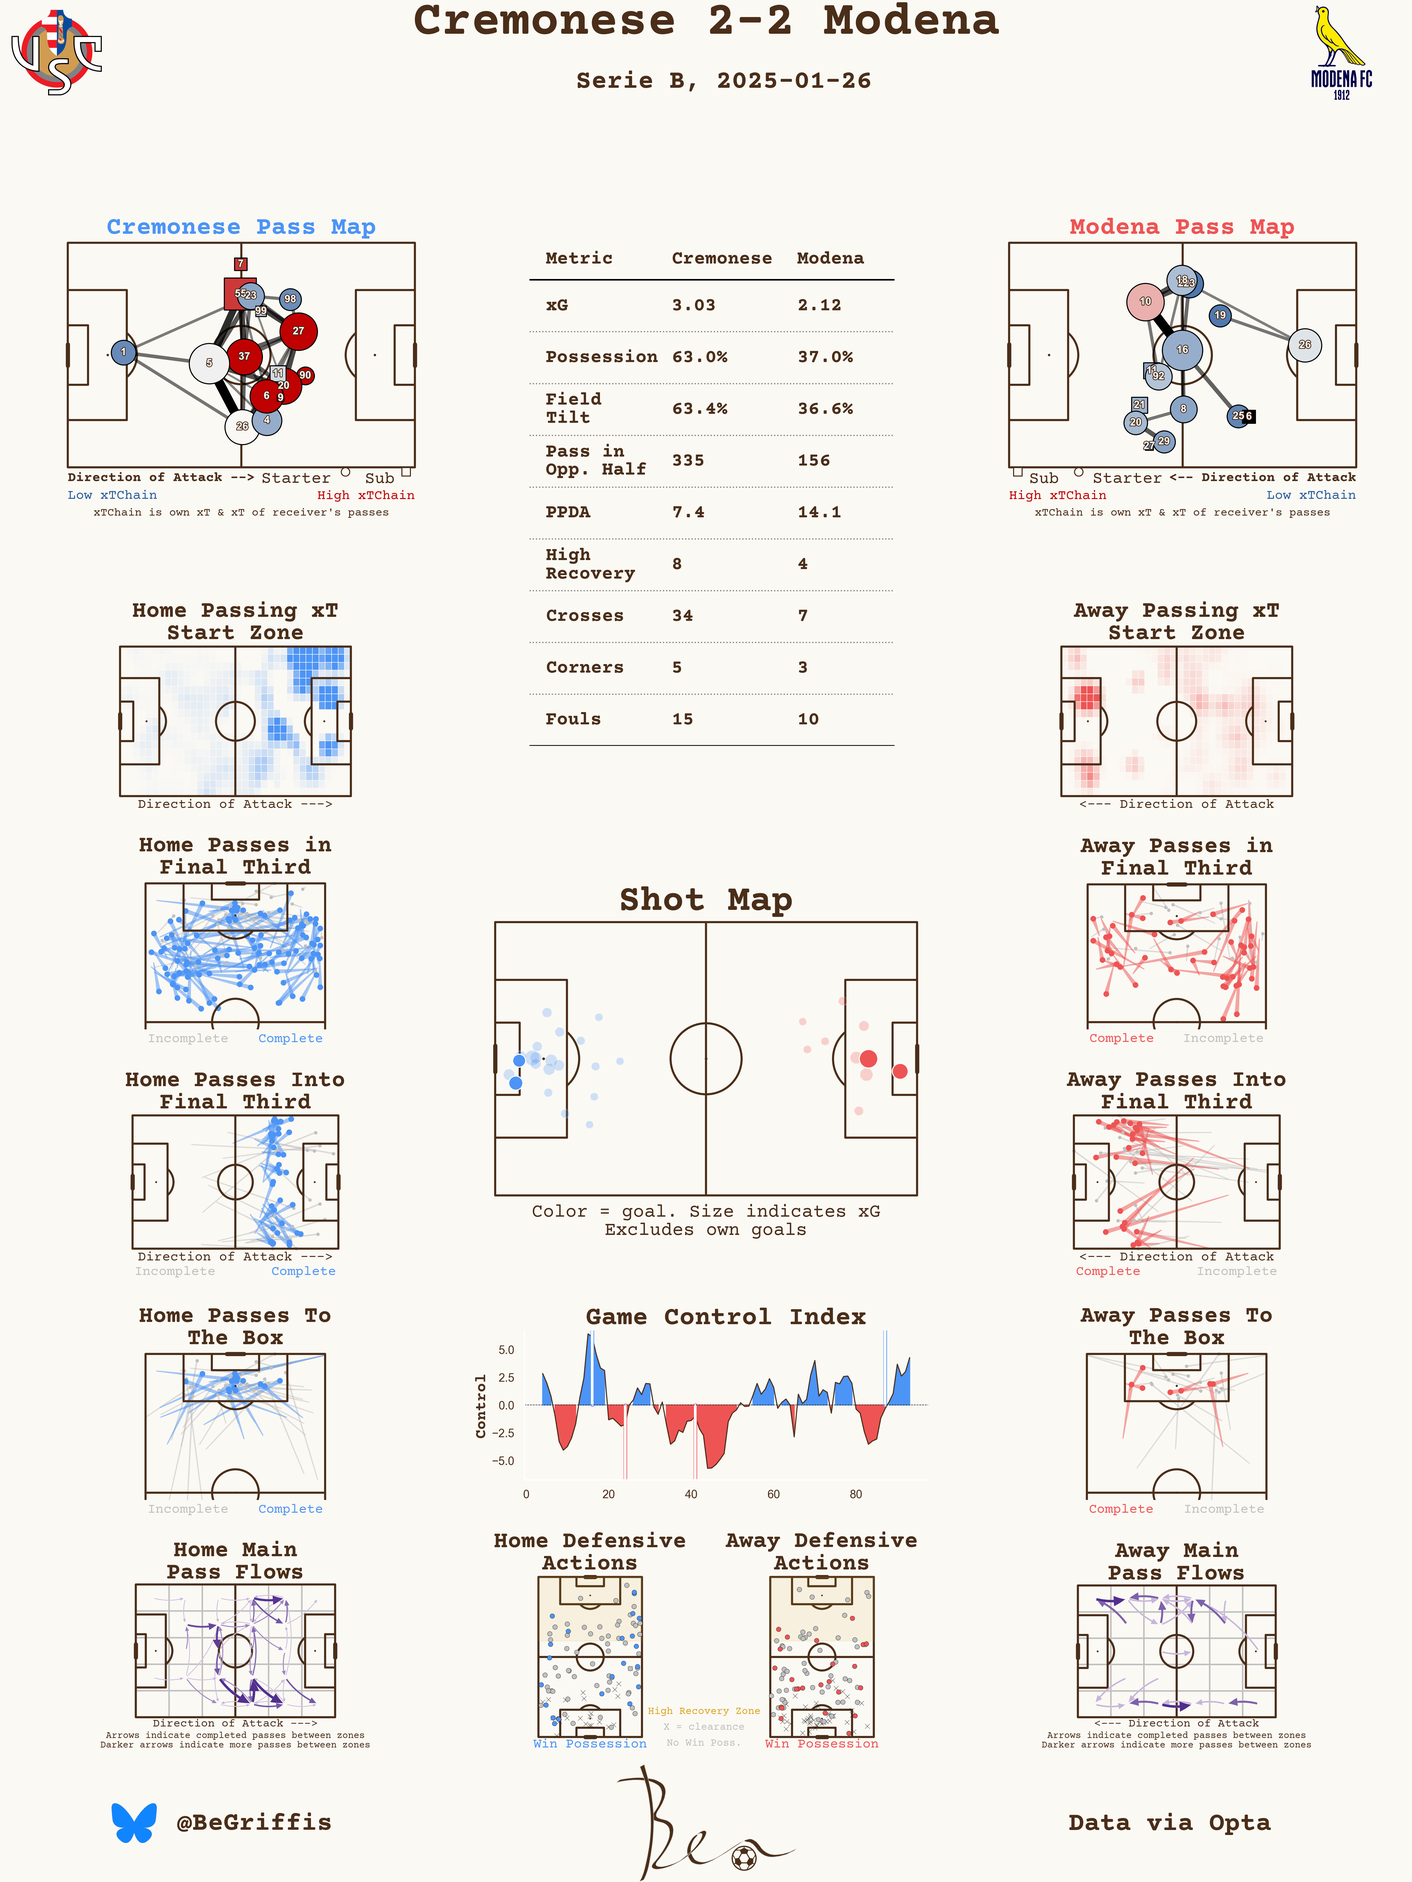 Cremonese 2-2 Modena
Serie B, 2025-01-26
USC
MODENA FC
1912
Cremonese Pass Map
7
55
23
98
99
27
1
5
37
11
90
20
6
9
4
26
Direction of Attack --> Starter Sub
Low xTChain High xTChain
xTChain is own xT & xT of receiver's passes
Metric Cremonese Modena
xG 3.03 2.12
Possession 63.0% 37.0%
Field
Tilt 63.4% 36.6%
Pass in
Opp. Half 335 156
PPDA 7.4 14.1
High
Recovery 8 4
Crosses 34 7
Corners 5 3
Fouls 15 10
Modena Pass Map
18
10
19
26
16
92
21
8
20
25
6
27
29
Sub Starter <-- Direction of Attack
High xTChain Low xTChain
xTChain is own xT & xT of receiver's passes
Home Passing xT
Start Zone
Direction of Attack --->
Away Passing xT
Start Zone
<--- Direction of Attack
Home Passes in
Final Third
Incomplete Complete
Away Passes in
Final Third
Complete Incomplete
Shot Map
Color = goal. Size indicates xG
Excludes own goals
Home Passes Into
Final Third
Direction of Attack --->
Incomplete Complete
Away Passes Into
Final Third
<--- Direction of Attack
Complete Incomplete
Game Control Index
Control
5.0
2.5
0.0
−2.5
−5.0
0 20 40 60 80
Home Passes To
The Box
Incomplete Complete
Away Passes To
The Box
Complete Incomplete
Home Main
Pass Flows
Direction of Attack --->
Arrows indicate completed passes between zones
Darker arrows indicate more passes between zones
Home Defensive
Actions
Win Possession
High Recovery Zone
X = clearance
No Win Poss.
Away Defensive
Actions
Win Possession
Away Main
Pass Flows
<--- Direction of Attack
Arrows indicate completed passes between zones
Darker arrows indicate more passes between zones
@BeGriffis
Ben
Data via Opta